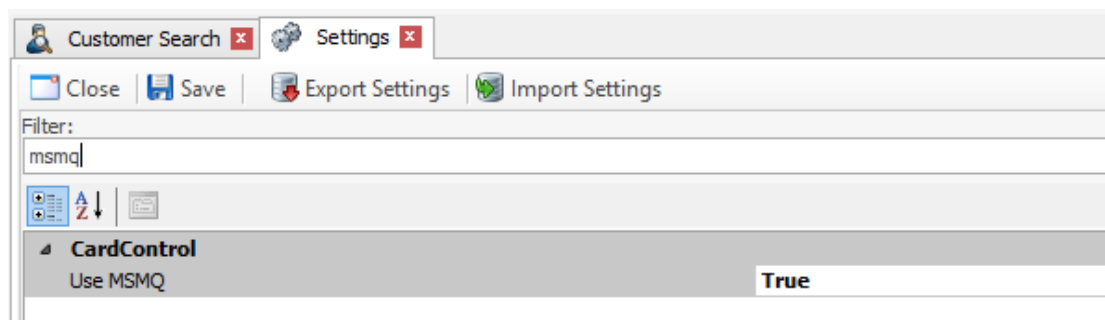 Customer Search Settings
Close Save Export Settings Import Settings
Filter:
msmq
A
Z
CardControl
Use MSMQ True